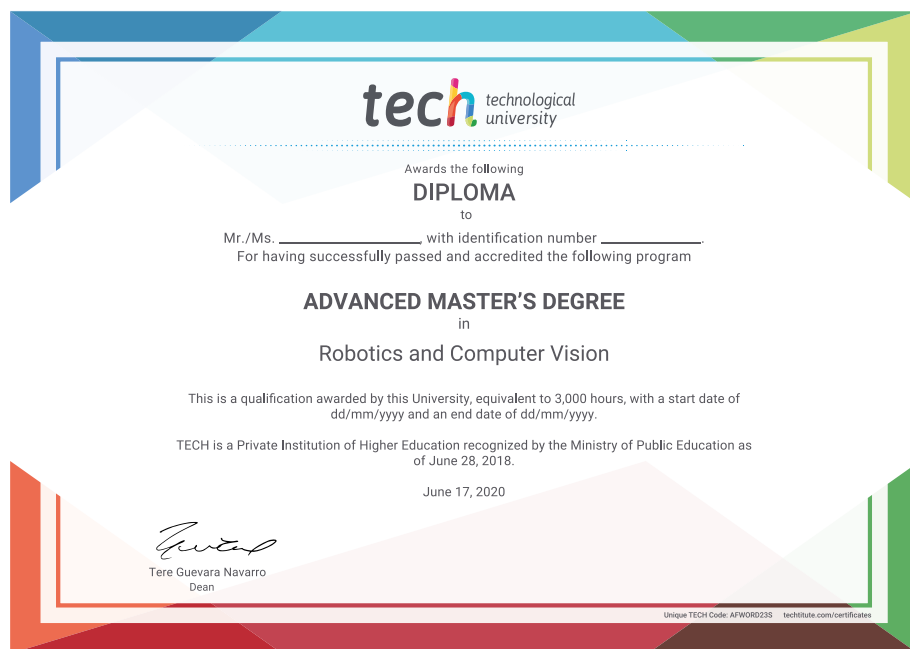 tech technological
university
Awards the following
DIPLOMA
to
Mr./Ms. ____________________, with identification number ______________.
For having successfully passed and accredited the following program
ADVANCED MASTER’S DEGREE
in
Robotics and Computer Vision
This is a qualification awarded by this University, equivalent to 3,000 hours, with a start date of
dd/mm/yyyy and an end date of dd/mm/yyyy.
TECH is a Private Institution of Higher Education recognized by the Ministry of Public Education as
of June 28, 2018.
June 17, 2020
Tere Guevara Navarro
Dean
Unique TECH Code: AFWORD23S techtitute.com/certificates